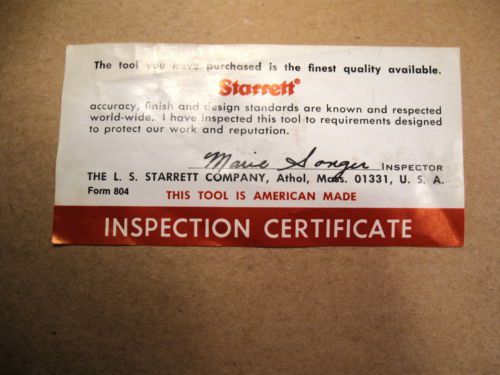 The tool you have purchased is the finest quality available.
Starrett®
accuracy, finish and design standards are known and respected
world-wide. I have inspected this tool to requirements designed
to protect our work and reputation.
Marie Songer INSPECTOR
THE L. S. STARRETT COMPANY, Athol, Mass. 01331, U. S. A.
Form 804
THIS TOOL IS AMERICAN MADE
INSPECTION CERTIFICATE